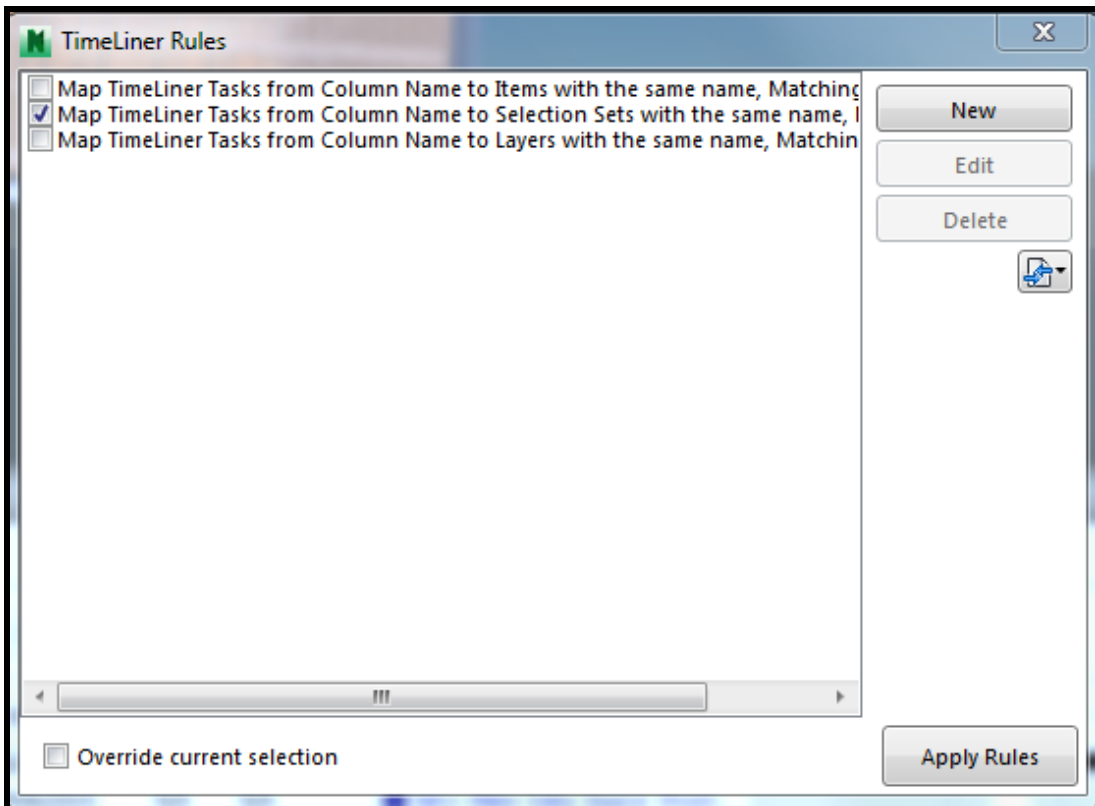 TimeLiner Rules
Map TimeLiner Tasks from Column Name to Items with the same name, Matching
Map TimeLiner Tasks from Column Name to Selection Sets with the same name,
Map TimeLiner Tasks from Column Name to Layers with the same name, Matchin
New
Edit
Delete
Override current selection
Apply Rules